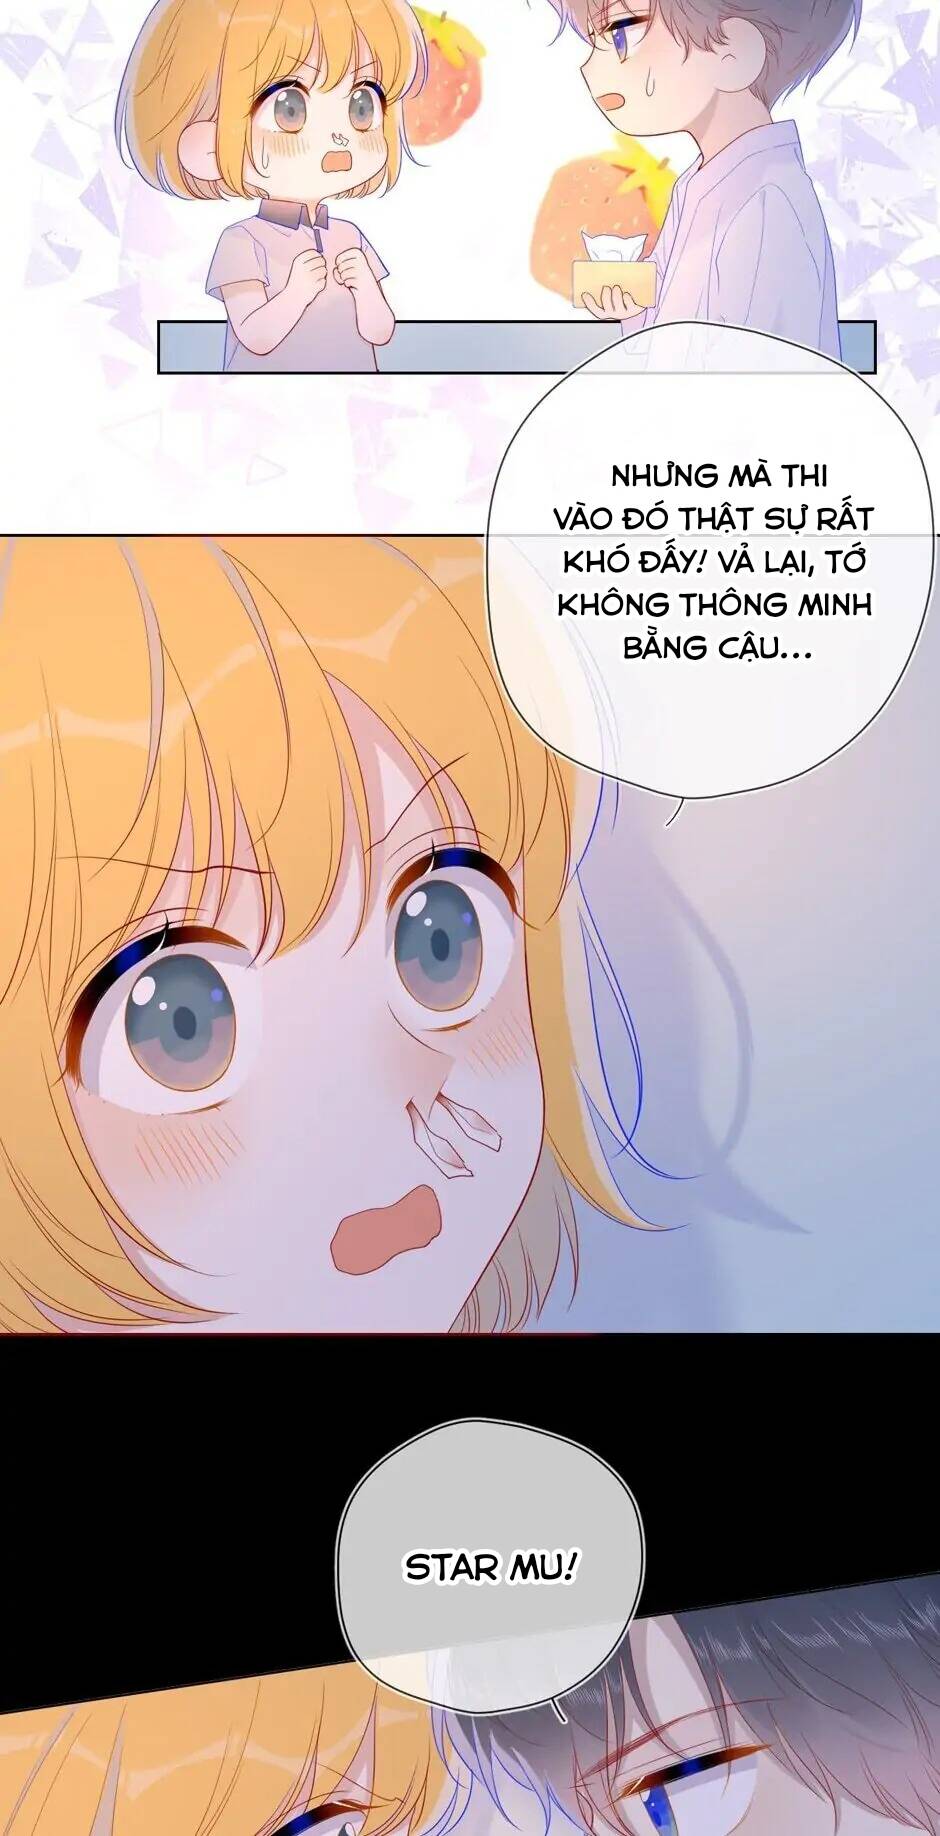 NHƯNG MÀ THI
VÀO ĐÓ THẬT SỰ RẤT
KHÓ ĐẤY! VẢ LẠI, TỚ
KHÔNG THÔNG MINH
BẰNG CẬU...
STAR MU!